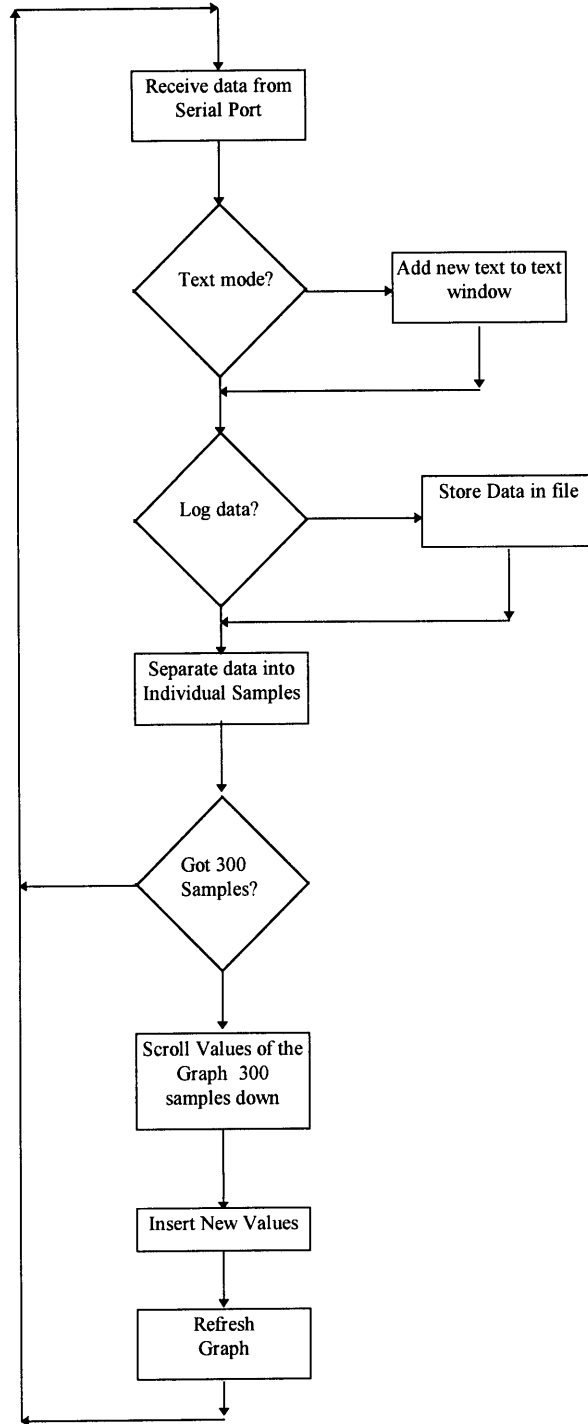 Receive data from
Serial Port
Text mode?
Add new text to text
window
Log data?
Store Data in file
Separate data into
Individual Samples
Got 300
Samples?
Scroll Values of the
Graph 300
samples down
Insert New Values
Refresh
Graph